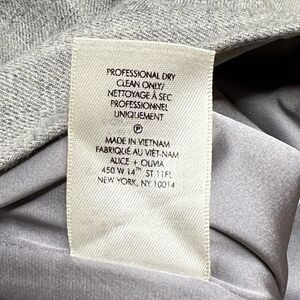 PROFESSIONAL DRY
CLEAN ONLY/
NETTOYAGE À SEC
PROFESSIONNEL
UNIQUEMENT
P
MADE IN VIETNAM
FABRIQUÉ AU VIÊT-NAM
ALICE + OLIVIA
450 W 14TH ST 11FL
NEW YORK, NY 10014